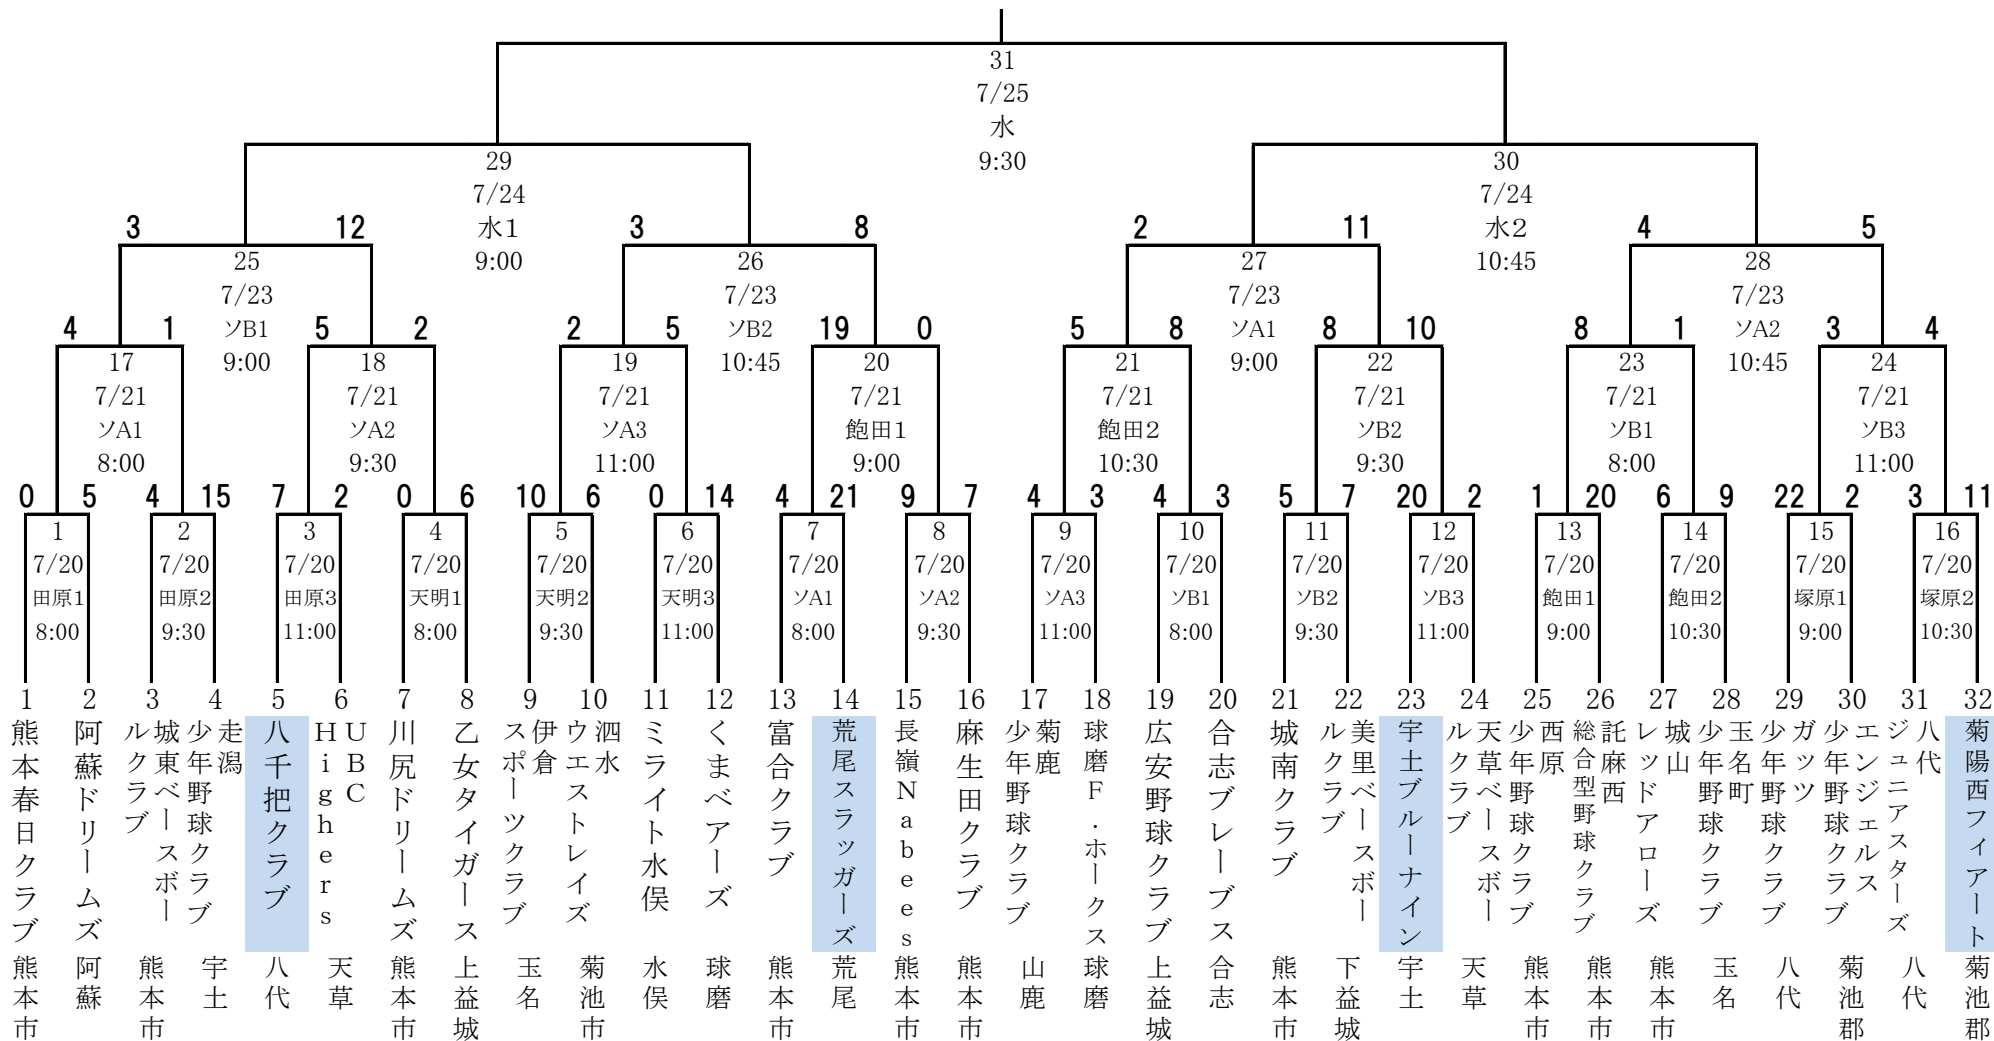 31
7/25
水
9:30
29
7/24
水1
9:00
30
7/24
水2
10:45
3 12 3 8 2 11 4 5
25
7/23
ソB1
9:00
26
7/23
ソB2
10:45
27
7/23
ソA1
9:00
28
7/23
ソA2
10:45
4 1 5 2 2 5 19 0 5 8 8 10 8 1 3 4
17
7/21
ソA1
8:00
18
7/21
ソA2
9:30
19
7/21
ソA3
11:00
20
7/21
飽田1
9:00
21
7/21
飽田2
10:30
22
7/21
ソB2
9:30
23
7/21
ソB1
8:00
24
7/21
ソB3
11:00
0 5 4 15 7 2 0 6 10 6 0 14 4 21 9 7 4 3 4 3 5 7 20 2 1 20 6 9 22 2 3 11
1
7/20
田原1
8:00
2
7/20
田原2
9:30
3
7/20
田原3
11:00
4
7/20
天明1
8:00
5
7/20
天明2
9:30
6
7/20
天明3
11:00
7
7/20
ソA1
8:00
8
7/20
ソA2
9:30
9
7/20
ソA3
11:00
10
7/20
ソB1
8:00
11
7/20
ソB2
9:30
12
7/20
ソB3
11:00
13
7/20
飽田1
9:00
14
7/20
飽田2
10:30
15
7/20
塚原1
9:00
16
7/20
塚原2
10:30
1
熊本春日クラブ
熊本市
2
阿蘇ドリームズ
阿蘇
3
城東ベースボー
ルクラブ
熊本市
4
走潟
少年野球クラブ
宇土
5
八千把クラブ
八代
6
UBC
Highers
天草
7
川尻ドリームズ
熊本市
8
乙女タイガース
上益城
9
伊倉
スポーツクラブ
玉名
10
泗水
ウエストレイズ
菊池市
11
ミライト水俣
水俣
12
くまベアーズ
球磨
13
富合クラブ
熊本市
14
荒尾スラッガーズ
荒尾
15
長嶺Nabees
熊本市
16
麻生田クラブ
熊本市
17
菊鹿
少年野球クラブ
山鹿
18
球磨F.ホークス
球磨
19
広安野球クラブ
上益城
20
合志ブレーブス
合志
21
城南クラブ
熊本市
22
美里ベースボー
ルクラブ
下益城
23
宇土ブルーナイン
宇土
24
天草ベースボー
ルクラブ
天草
25
西原
少年野球クラブ
熊本市
26
託麻西
総合型野球クラブ
熊本市
27
城山
レッドアローズ
熊本市
28
玉名町
少年野球クラブ
玉名
29
ガッツ
少年野球クラブ
八代
30
エンジェルス
少年野球クラブ
菊池郡
31
八代
ジュニアスターズ
八代
32
菊陽西フィアート
菊池郡